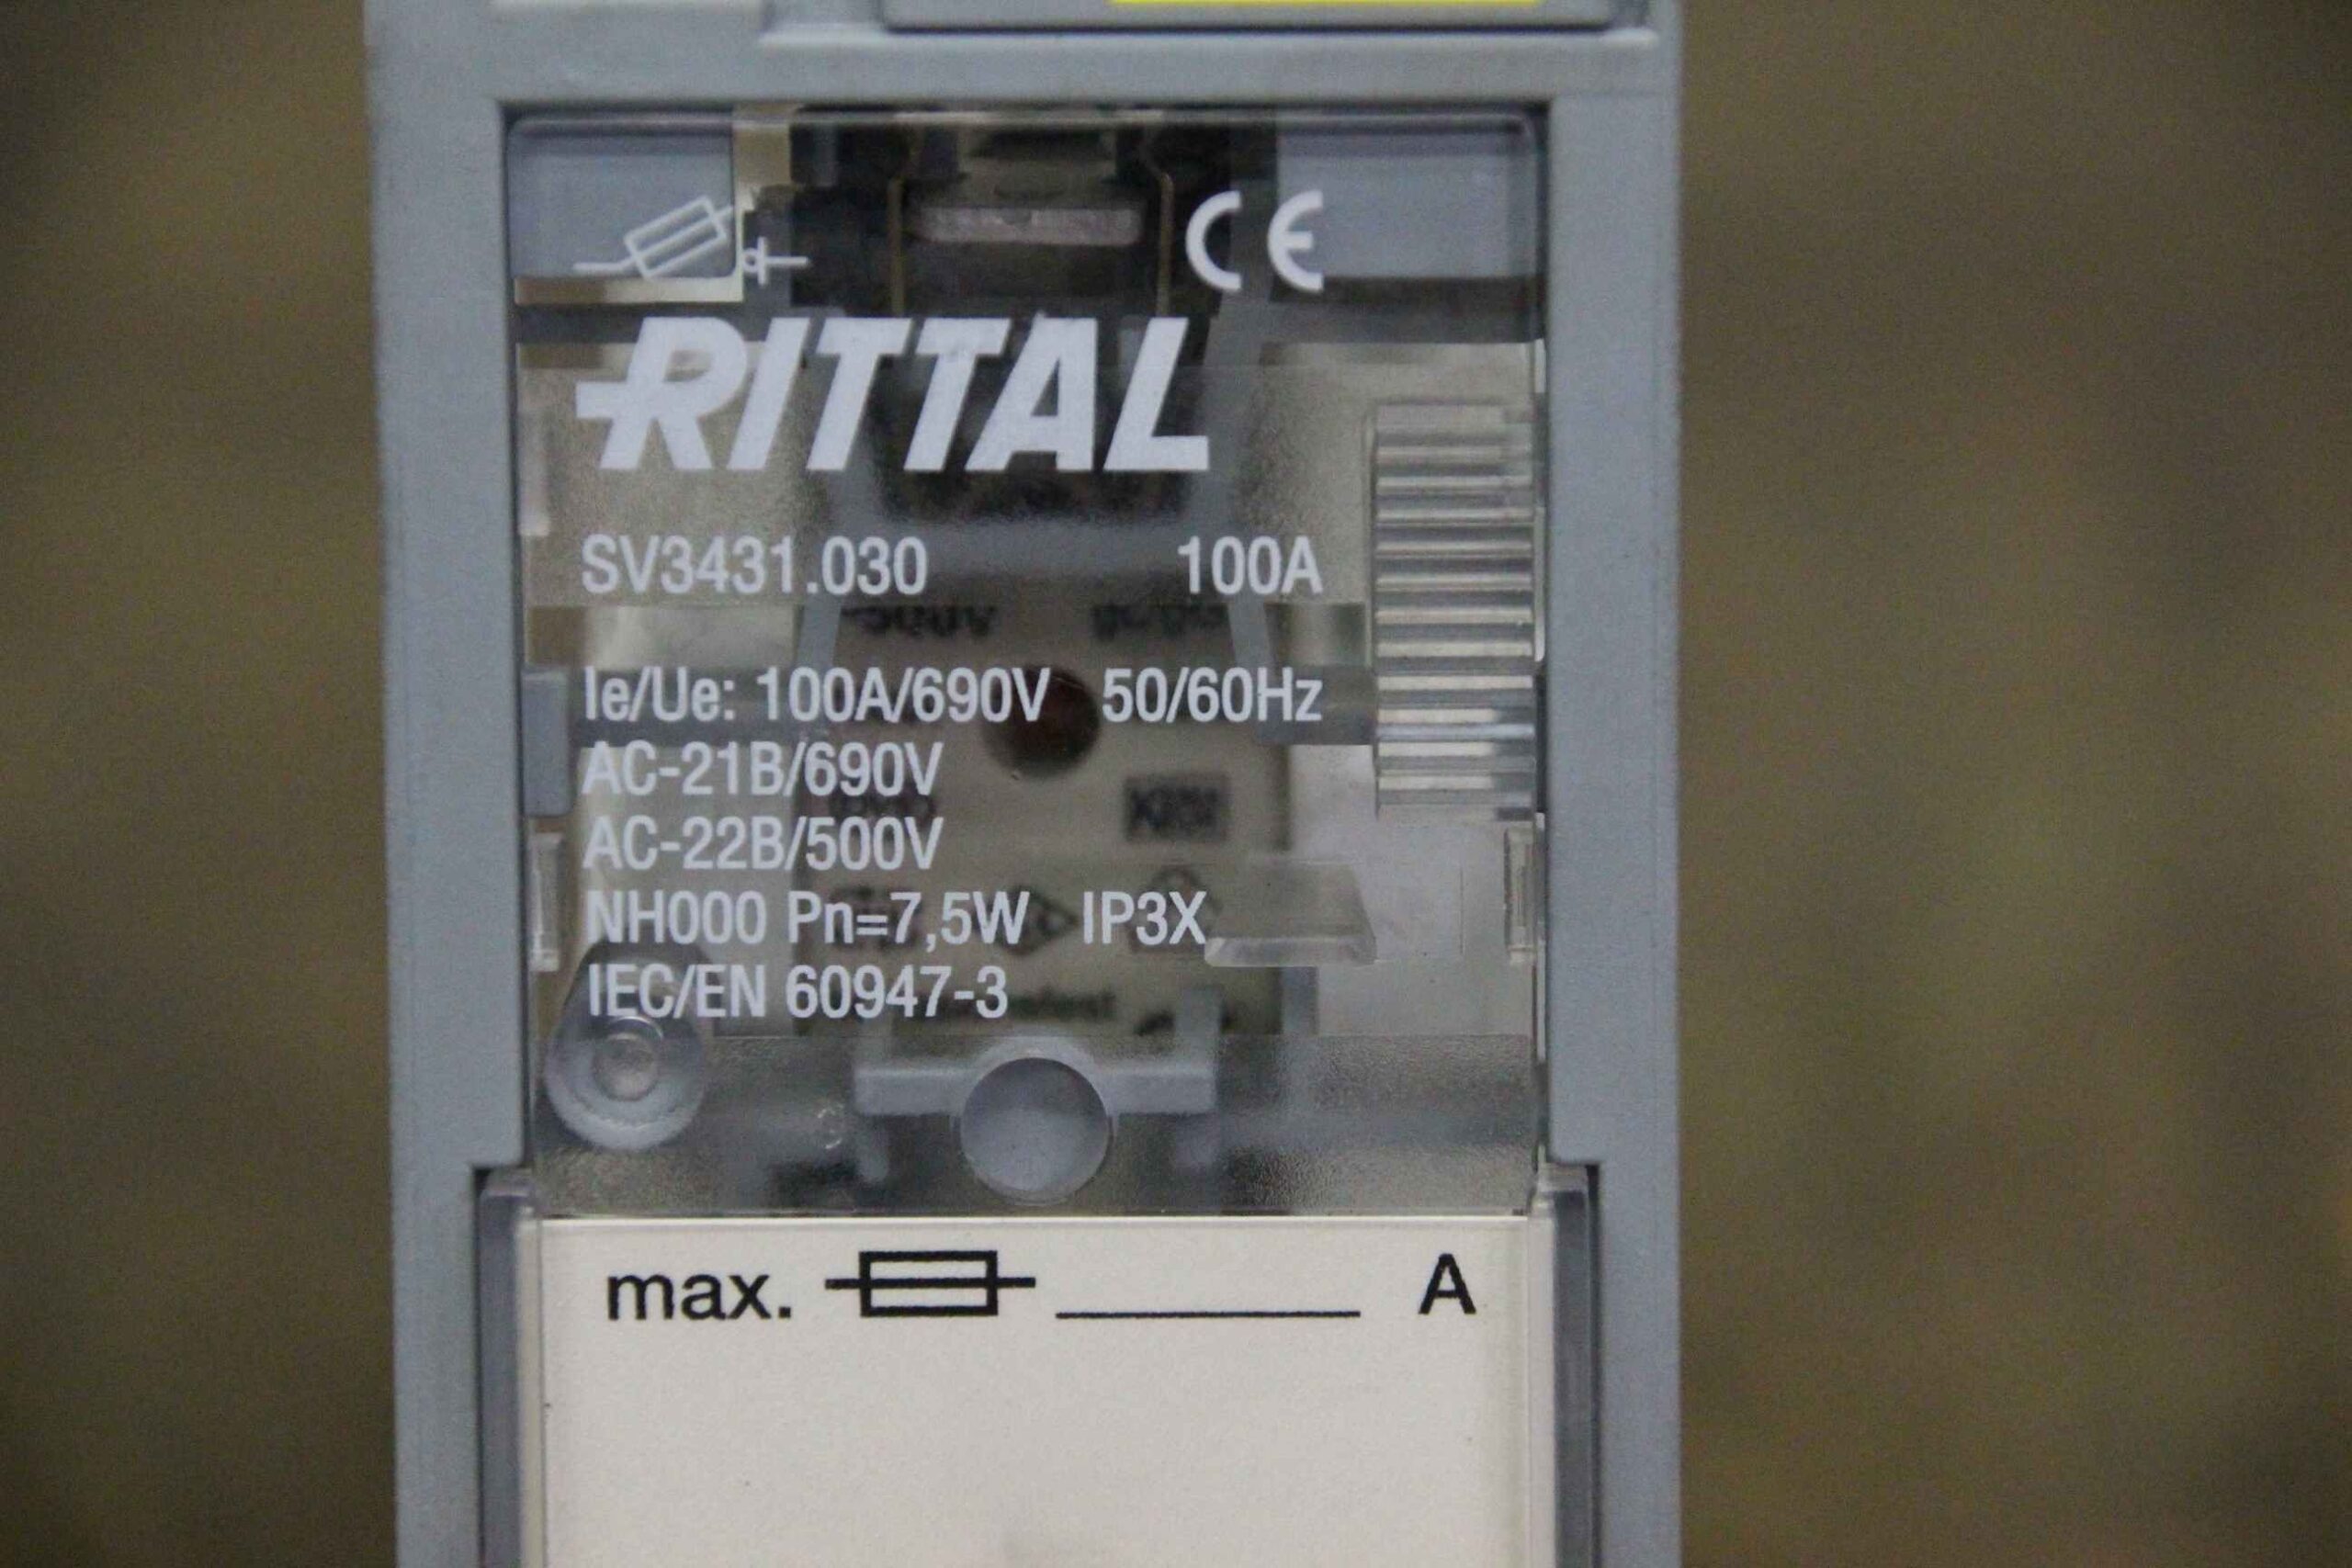 CE
RITTAL
SV3431.030 100A
Ie/Ue: 100A/690V 50/60Hz
AC-21B/690V
AC-22B/500V
NH000 Pn=7,5W IP3X
IEC/EN 60947-3
max. A